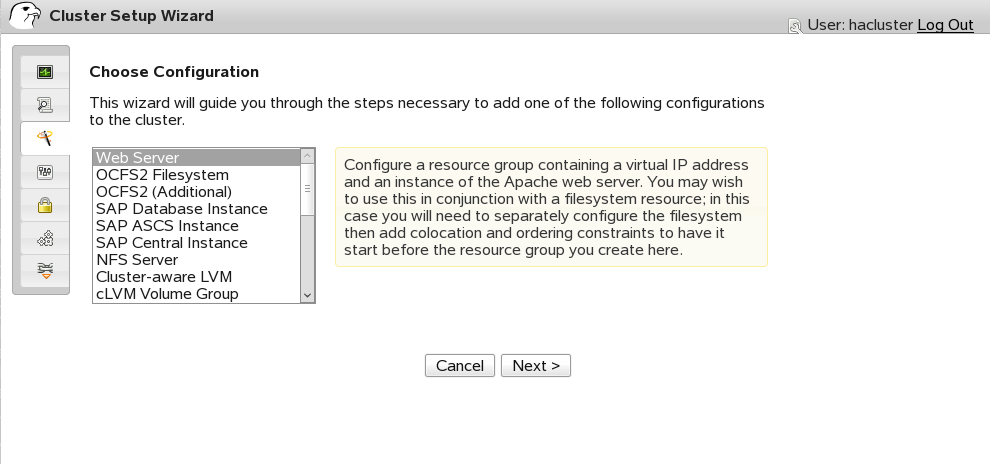 Cluster Setup Wizard
User: hacluster Log Out
Choose Configuration
This wizard will guide you through the steps necessary to add one of the following configurations
to the cluster.
Web Server
OCFS2 Filesystem
OCFS2 (Additional)
SAP Database Instance
SAP ASCS Instance
SAP Central Instance
NFS Server
Cluster-aware LVM
cLVM Volume Group
Configure a resource group containing a virtual IP address
and an instance of the Apache web server. You may wish
to use this in conjunction with a filesystem resource; in this
case you will need to separately configure the filesystem
then add colocation and ordering constraints to have it
start before the resource group you create here.
Cancel
Next >